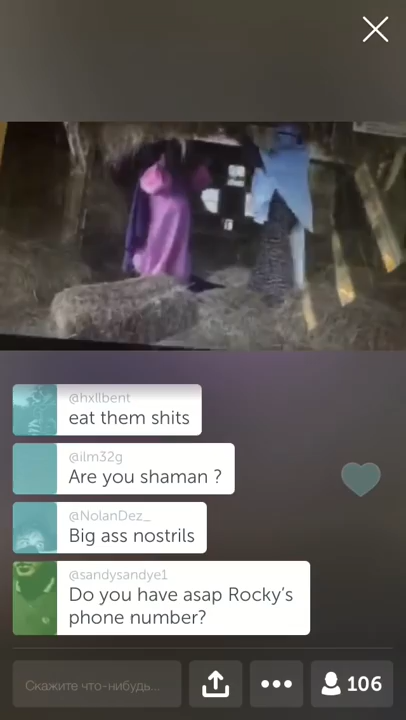 @hxllbent
eat them shits
@ilm32g
Are you shaman ?
@NolanDez_
Big ass nostrils
@sandysandye1
Do you have asap Rocky's
phone number?
Скажите что-нибудь...
106